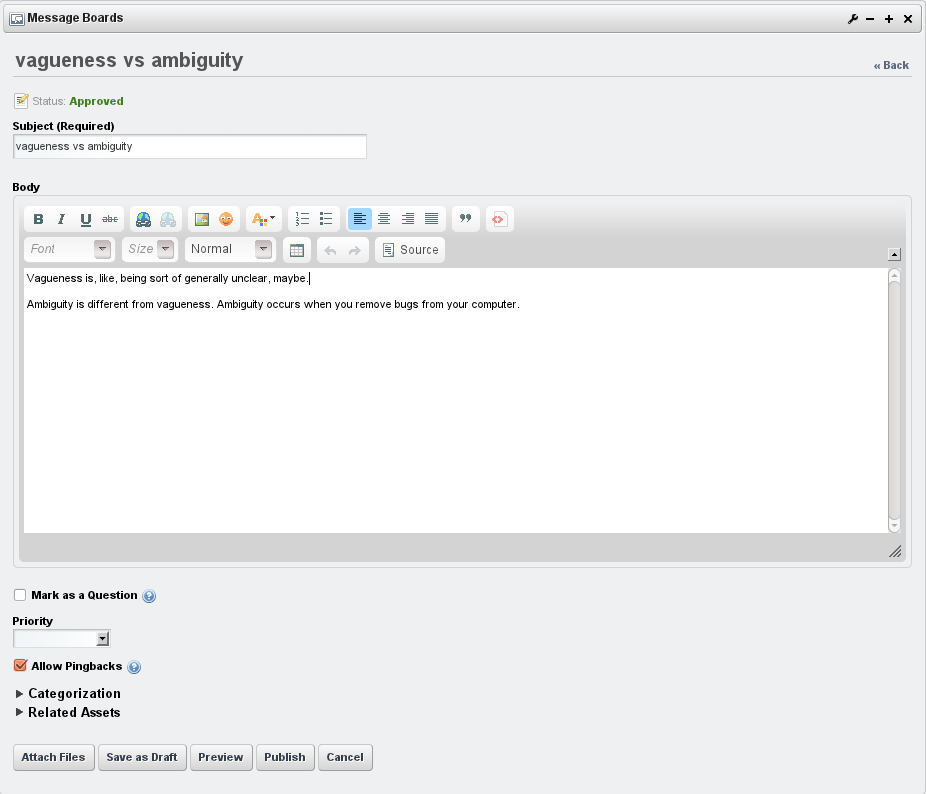 Message Boards
vagueness vs ambiguity
« Back
Status: Approved
Subject (Required)
vagueness vs ambiguity
Body
B I U abc
Font Size Normal Source
Vagueness is, like, being sort of generally unclear, maybe.
Ambiguity is different from vagueness. Ambiguity occurs when you remove bugs from your computer.
Mark as a Question ?
Priority
Allow Pingbacks ?
Categorization
Related Assets
Attach Files Save as Draft Preview Publish Cancel